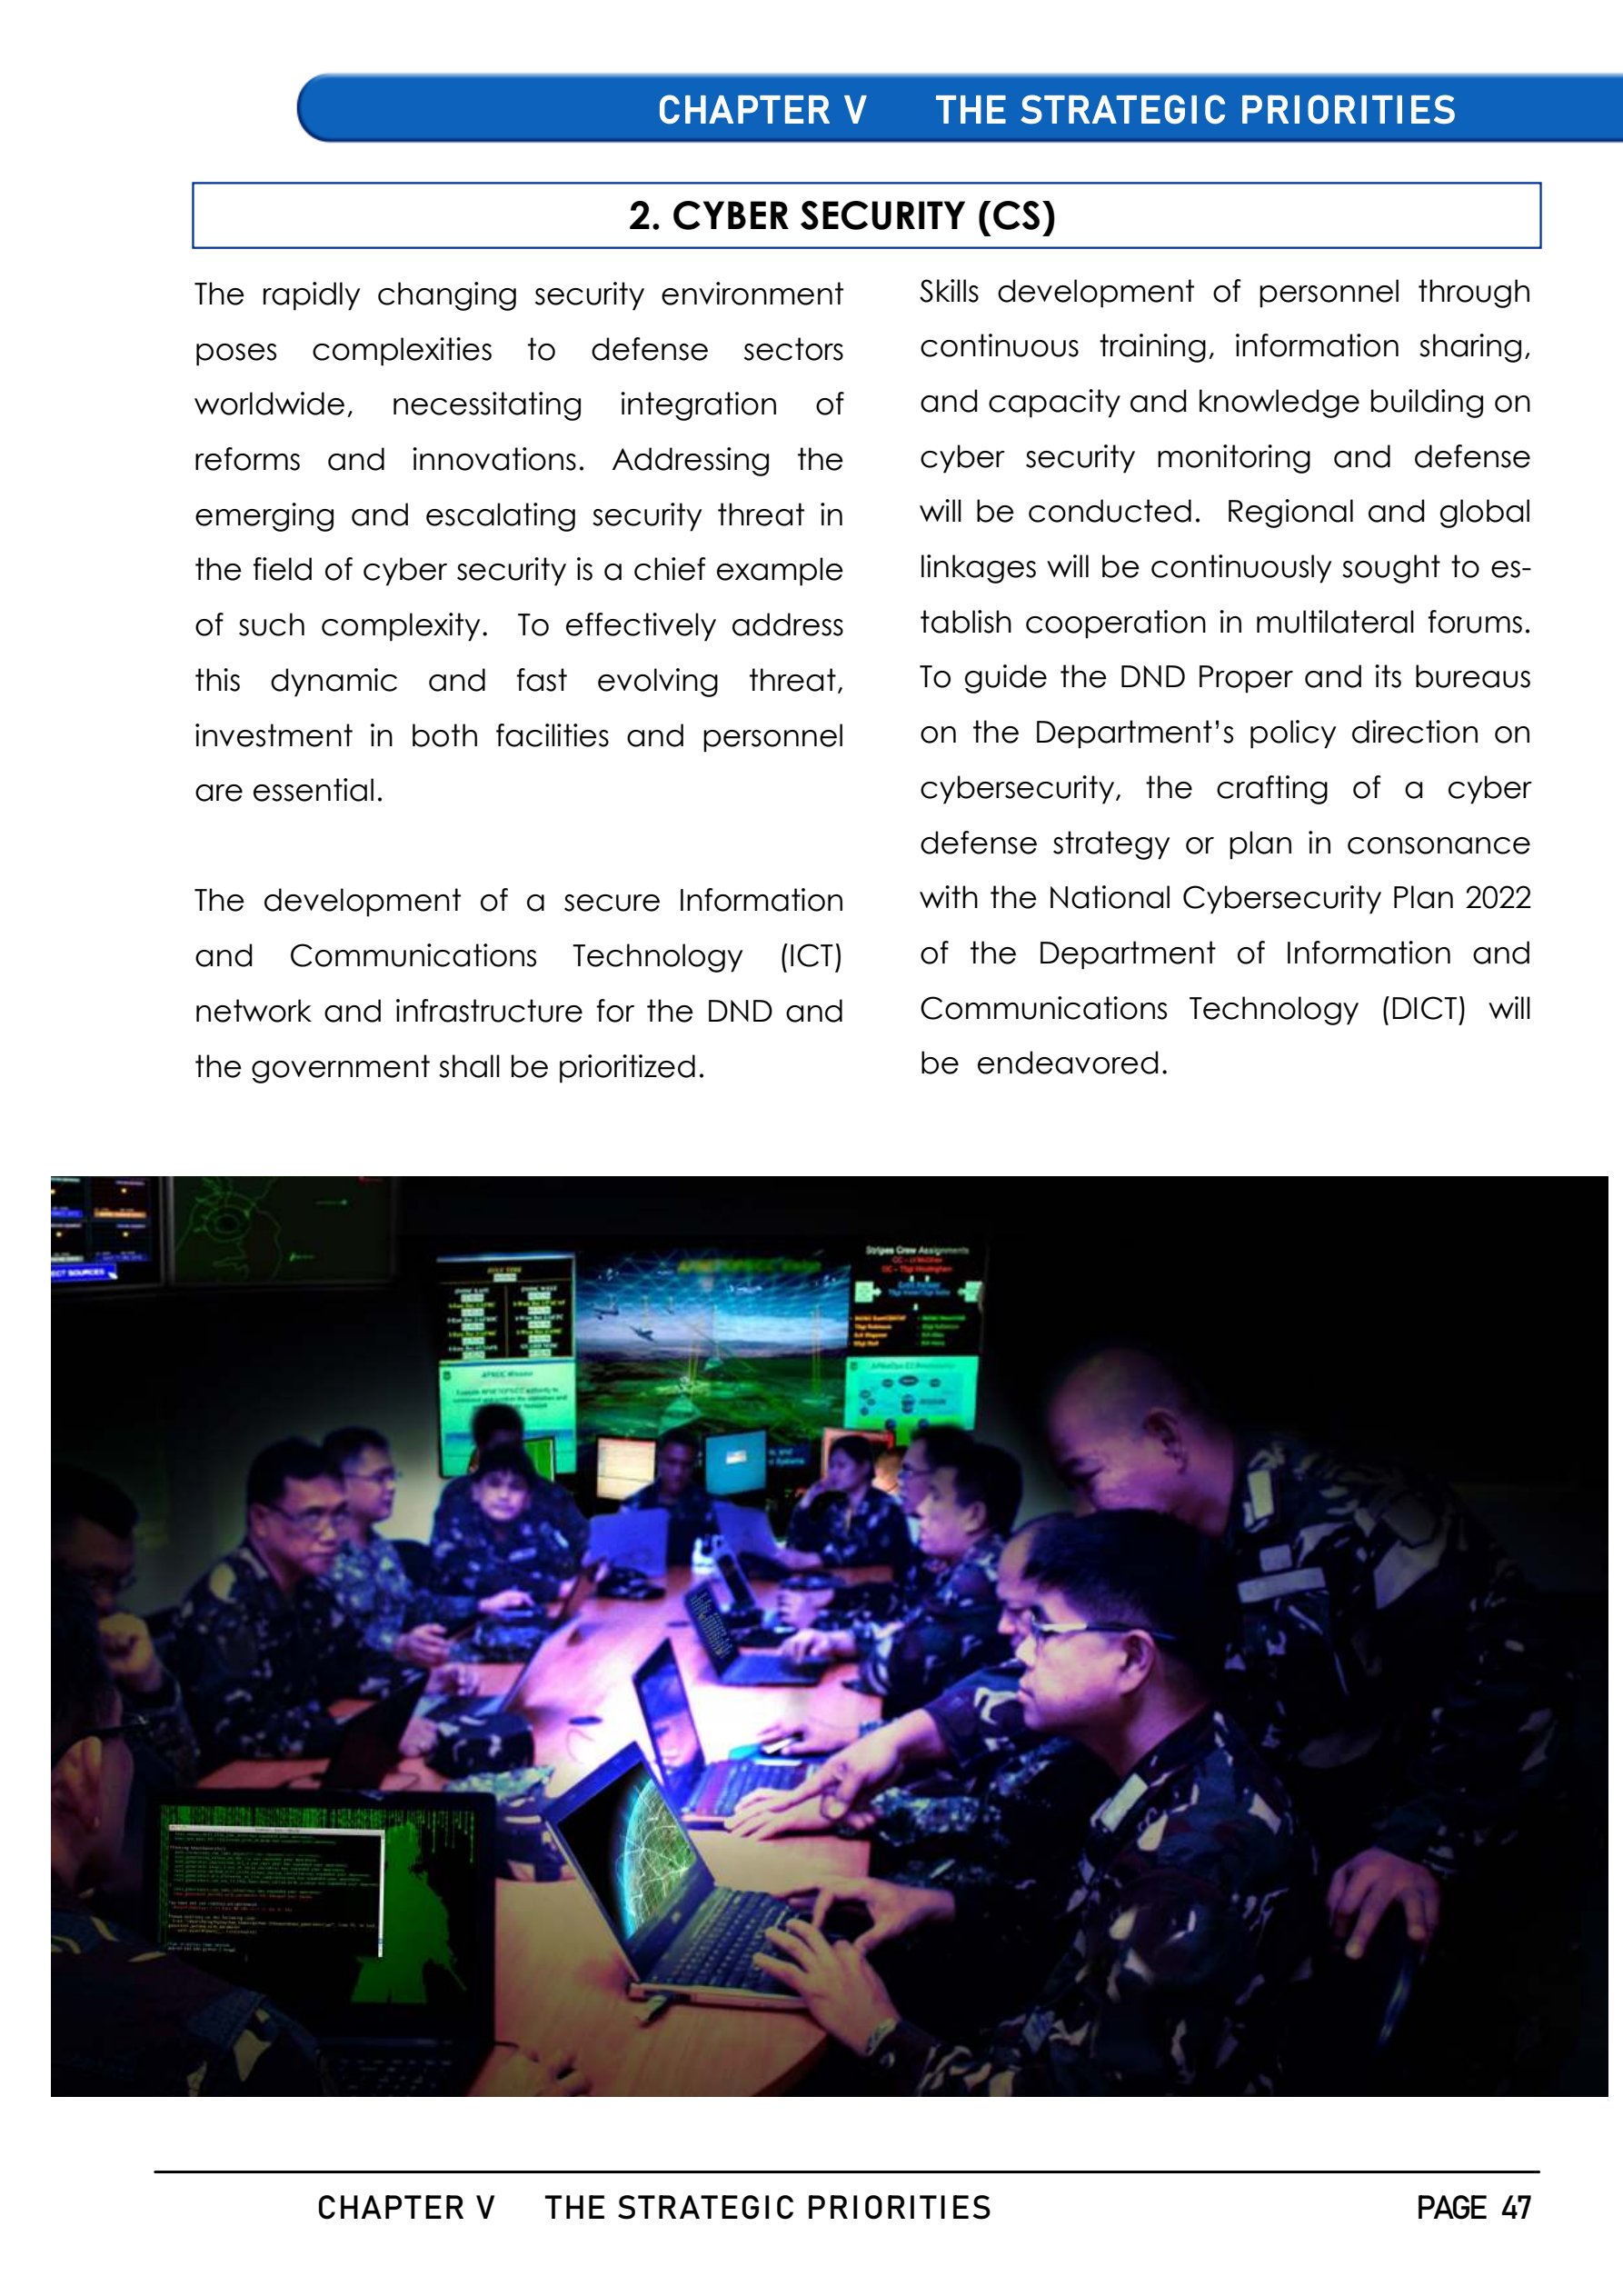 CHAPTER V THE STRATEGIC PRIORITIES
2. CYBER SECURITY (CS)
The rapidly changing security environment
poses complexities to defense sectors
worldwide, necessitating integration of
reforms and innovations. Addressing the
emerging and escalating security threat in
the field of cyber security is a chief example
of such complexity. To effectively address
this dynamic and fast evolving threat,
investment in both facilities and personnel
are essential.
The development of a secure Information
and Communications Technology (ICT)
network and infrastructure for the DND and
the government shall be prioritized.
Skills development of personnel through
continuous training, information sharing,
and capacity and knowledge building on
cyber security monitoring and defense
will be conducted. Regional and global
linkages will be continuously sought to es-
tablish cooperation in multilateral forums.
To guide the DND Proper and its bureaus
on the Department's policy direction on
cybersecurity, the crafting of a cyber
defense strategy or plan in consonance
with the National Cybersecurity Plan 2022
of the Department of Information and
Communications Technology (DICT) will
be endeavored.
Stripes Crew Assignments
CHAPTER V THE STRATEGIC PRIORITIES
PAGE 47